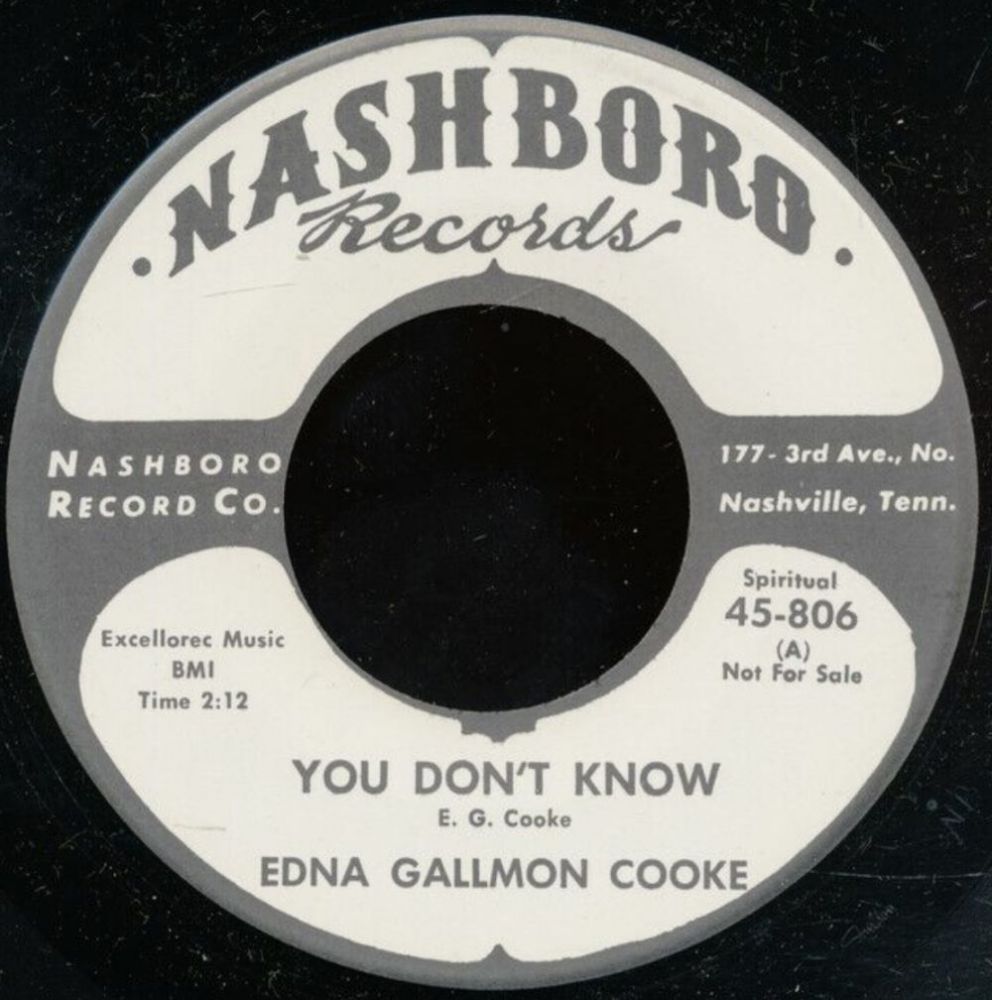 NASHBORO
Records
NASHBORO
RECORD CO.
177 - 3rd Ave., No.
Nashville, Tenn.
Excellorec Music
BMI
Time 2:12
Spiritual
45-806
(A)
Not For Sale
YOU DON'T KNOW
E. G. Cooke
EDNA GALLMON COOKE